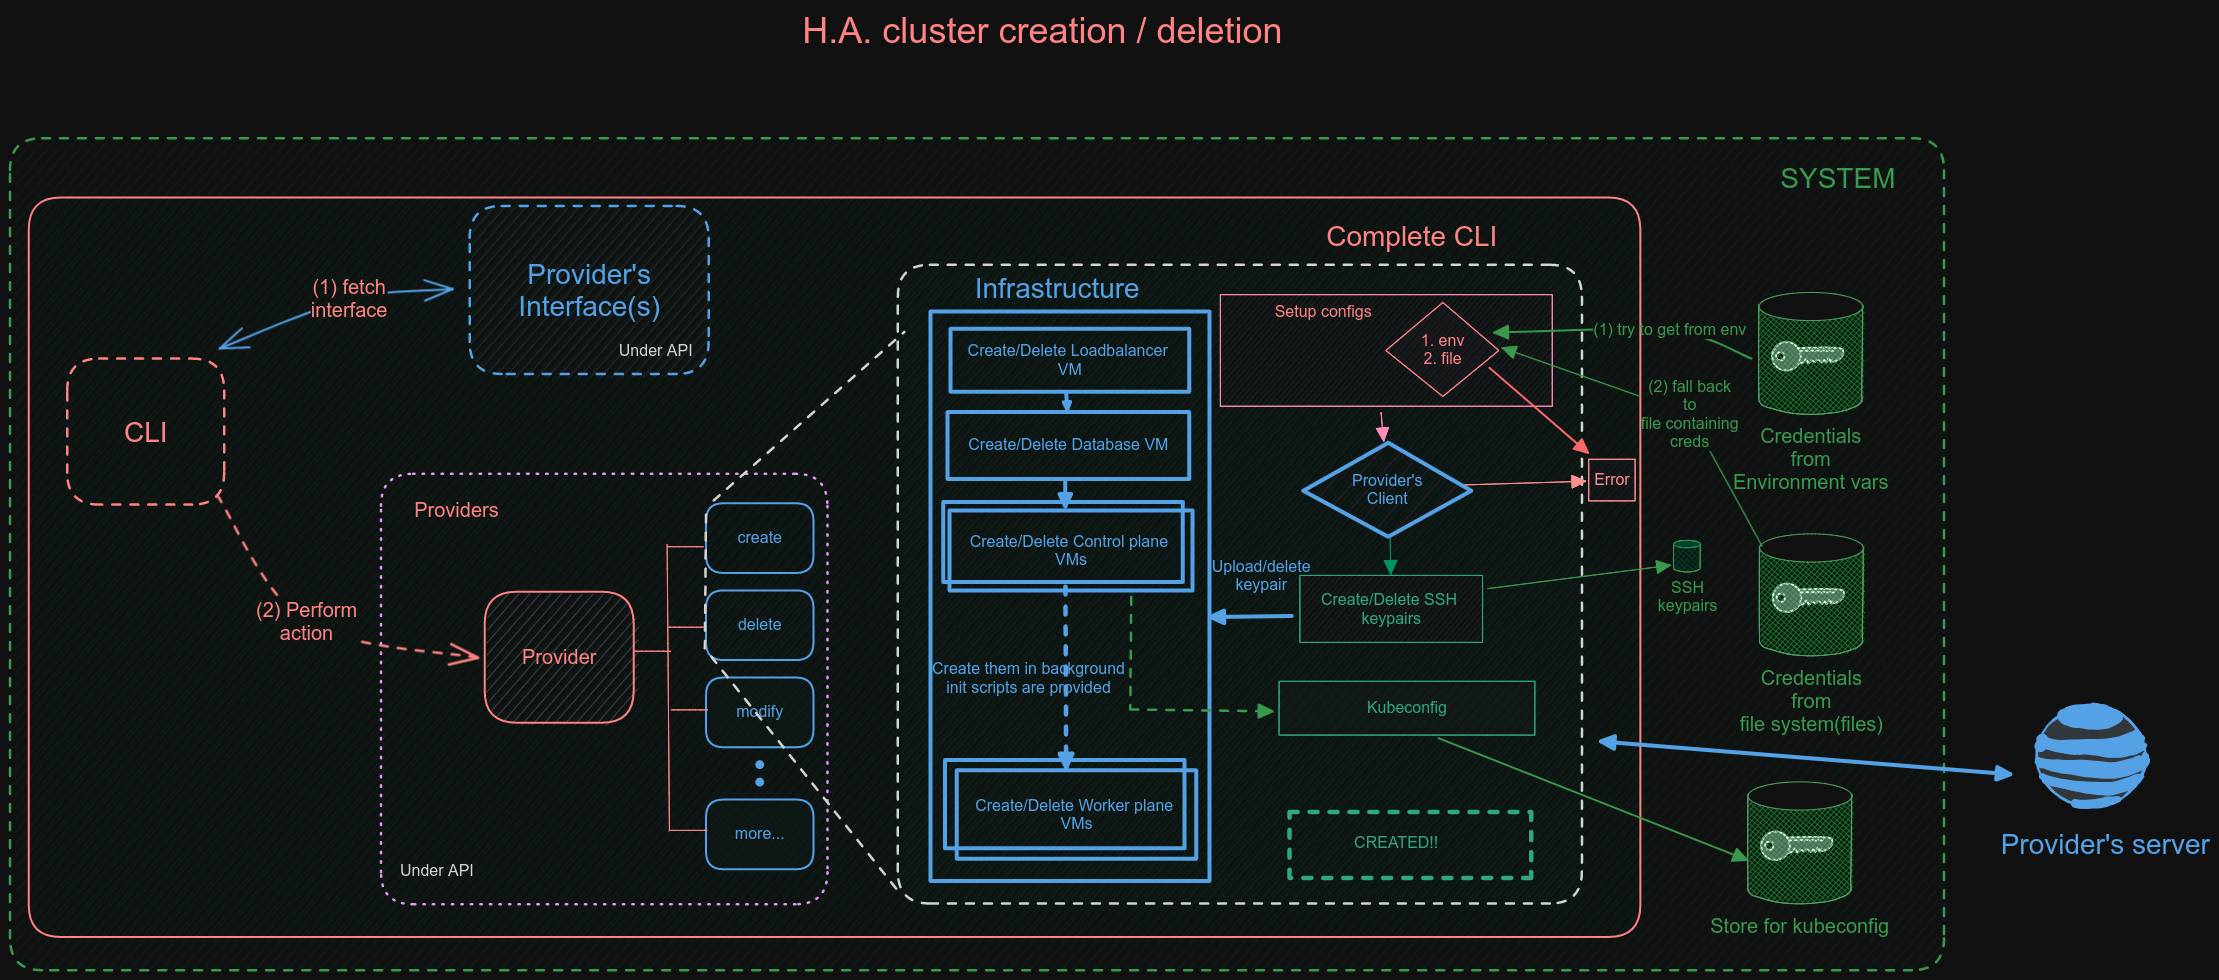 H.A. cluster creation / deletion
SYSTEM
Complete CLI
(1) fetch
interface
Provider's
Interface(s)
Under API
CLI
(2) Perform
action
Providers
Provider
create
delete
modify
more...
Under API
Infrastructure
Create/Delete Loadbalancer
VM
Create/Delete Database VM
Create/Delete Control plane
VMs
Create them in background
init scripts are provided
Create/Delete Worker plane
VMs
Setup configs
1. env
2. file
Provider's
Client
Error
Upload/delete
keypair
Create/Delete SSH
keypairs
Kubeconfig
CREATED!!
(1) try to get from env
(2) fall back
to
file containing
creds
Credentials
from
Environment vars
SSH
keypairs
Credentials
from
file system(files)
Store for kubeconfig
Provider's server